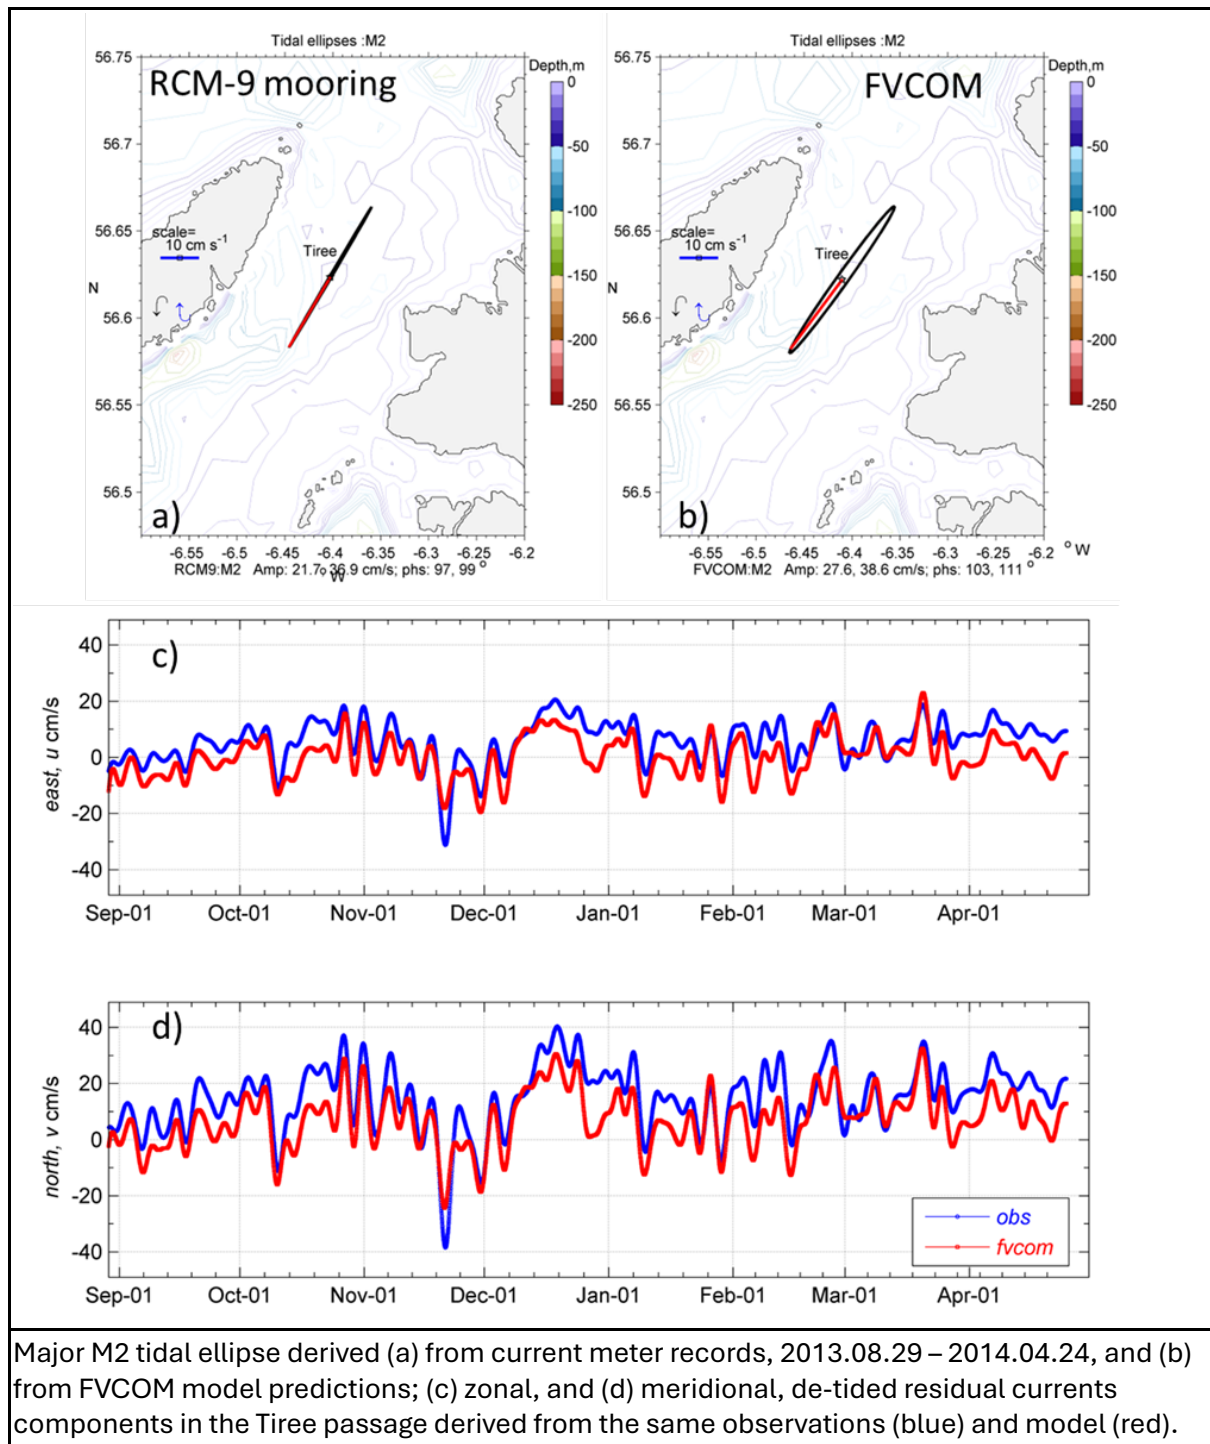 Tidal ellipses :M2
RCM-9 mooring
Depth,m
56.75
56.7
56.65
56.6
56.55
56.5
N
scale=
10 cm s⁻¹
Tiree
0
-50
-100
-150
-200
-250
a)
-6.55 -6.5 -6.45 -6.4 -6.35 -6.3 -6.25 -6.2
RCM9:M2 Amp: 21.7, 36.9 cm/s; phs: 97, 99 °
°W
Tidal ellipses :M2
FVCOM
Depth,m
56.75
56.7
56.65
56.6
56.55
56.5
N
scale=
10 cm s⁻¹
Tiree
0
-50
-100
-150
-200
-250
b)
-6.55 -6.5 -6.45 -6.4 -6.35 -6.3 -6.25 -6.2
° W
FVCOM:M2 Amp: 27.6, 38.6 cm/s; phs: 103, 111 °
c)
east, u cm/s
40
20
0
-20
-40
Sep-01 Oct-01 Nov-01 Dec-01 Jan-01 Feb-01 Mar-01 Apr-01
d)
north, v cm/s
40
20
0
-20
-40
obs
fvcom
Sep-01 Oct-01 Nov-01 Dec-01 Jan-01 Feb-01 Mar-01 Apr-01
Major M2 tidal ellipse derived (a) from current meter records, 2013.08.29 – 2014.04.24, and (b)
from FVCOM model predictions; (c) zonal, and (d) meridional, de-tided residual currents
components in the Tiree passage derived from the same observations (blue) and model (red).